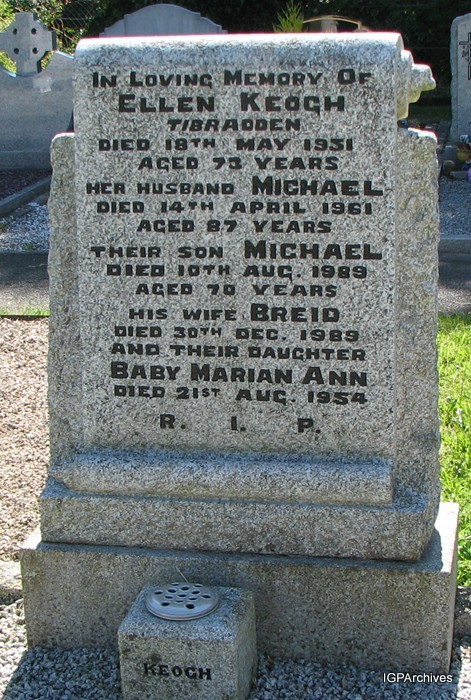 IN LOVING MEMORY OF
ELLEN KEOGH
TIBRADDEN
DIED 18TH MAY 1951
AGED 73 YEARS
HER HUSBAND MICHAEL
DIED 14TH APRIL 1961
AGED 87 YEARS
THEIR SON MICHAEL
DIED 10TH AUG. 1989
AGED 70 YEARS
HIS WIFE BREID
DIED 30TH DEC. 1989
AND THEIR DAUGHTER
BABY MARIAN ANN
DIED 21ST AUG. 1954
R. I. P.
KEOGH
IGPArchives